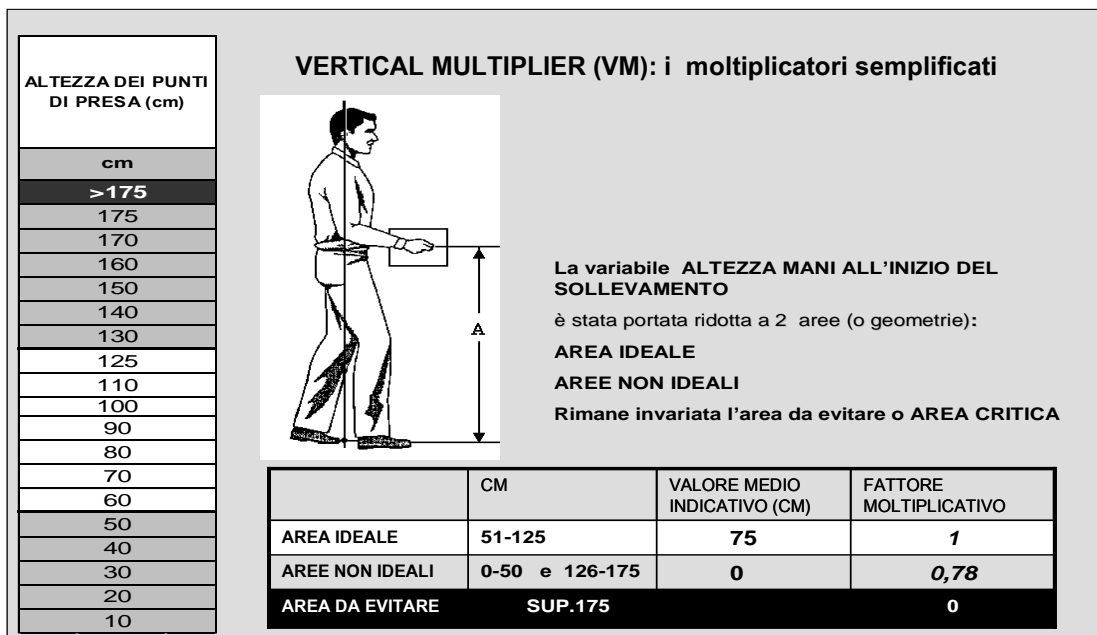 ALTEZZA DEI PUNTI
DI PRESA (cm)
cm
>175
175
170
160
150
140
130
125
110
100
90
80
70
60
50
40
30
20
10
VERTICAL MULTIPLIER (VM): i moltiplicatori semplificati
A
La variabile ALTEZZA MANI ALL'INIZIO DEL
SOLLEVAMENTO
è stata portata ridotta a 2 aree (o geometrie):
AREA IDEALE
AREE NON IDEALI
Rimane invariata l'area da evitare o AREA CRITICA
CM VALORE MEDIO FATTORE
INDICATIVO (CM) MOLTIPLICATIVO
AREA IDEALE 51-125 75 1
AREE NON IDEALI 0-50 e 126-175 0 0,78
AREA DA EVITARE SUP.175 0